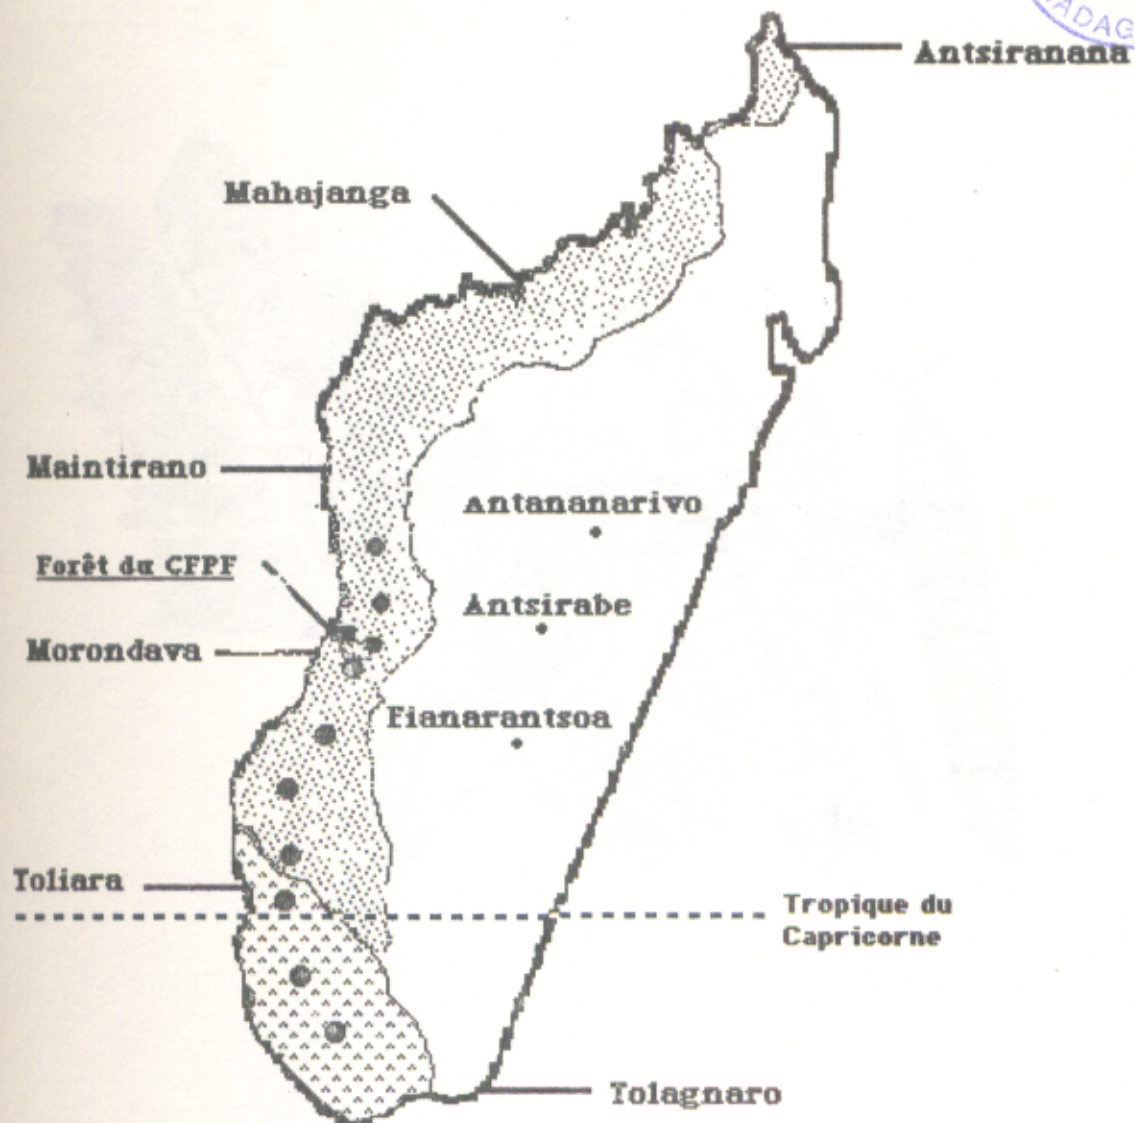 Antsiranana
Mahajanga
Maintirano
Antananarivo
Forêt du CFPF
Antsirabe
Morondava
Fianarantsoa
Toliara
Tropique du
Capricorne
Tolagnaro